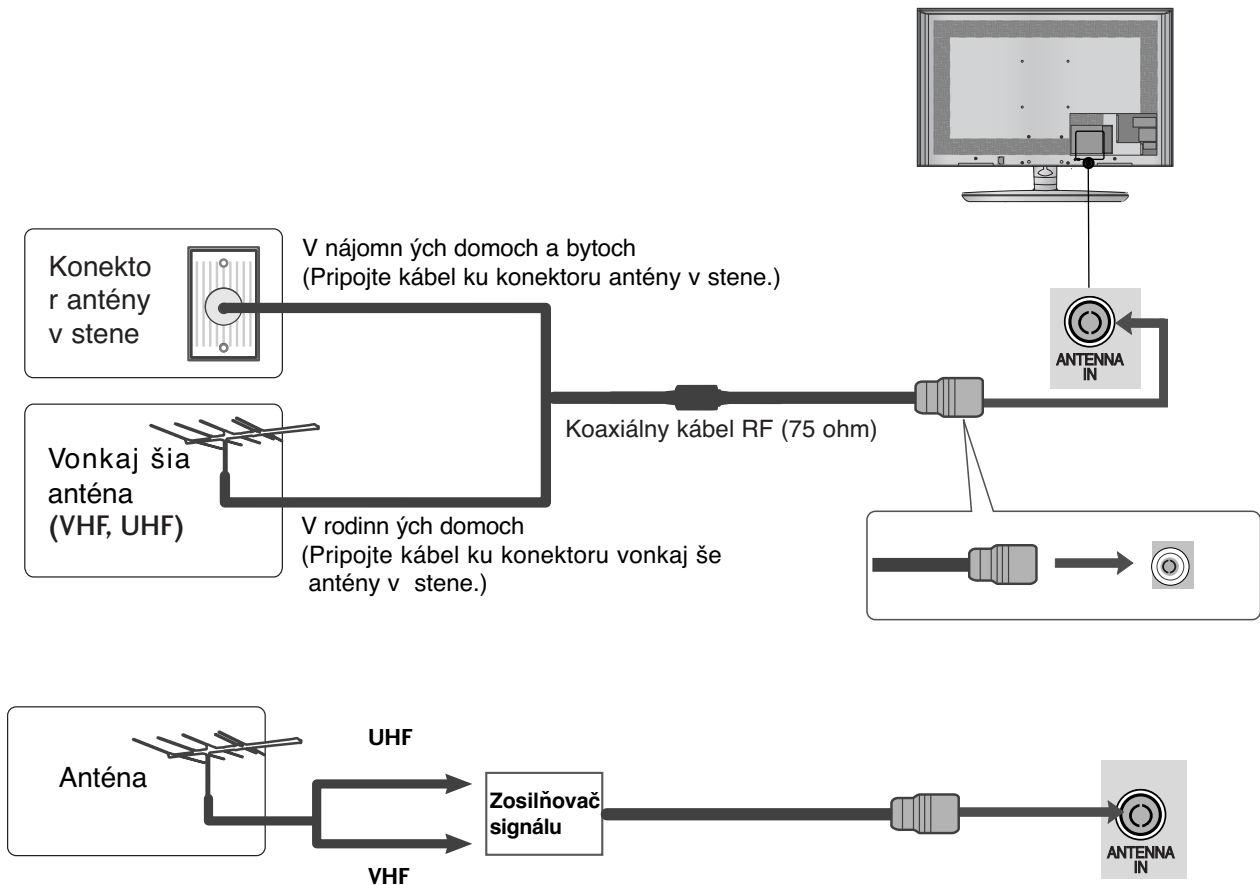 Konekto
r antény
v stene
V nájomn ých domoch a bytoch
(Pripojte kábel ku konektoru antény v stene.)
ANTENNA
IN
Koaxiálny kábel RF (75 ohm)
Vonkaj šia
anténa
(VHF, UHF)
V rodinn ých domoch
(Pripojte kábel ku konektoru vonkaj še
antény v stene.)
Anténa
UHF
VHF
Zosilňovač
signálu
ANTENNA
IN